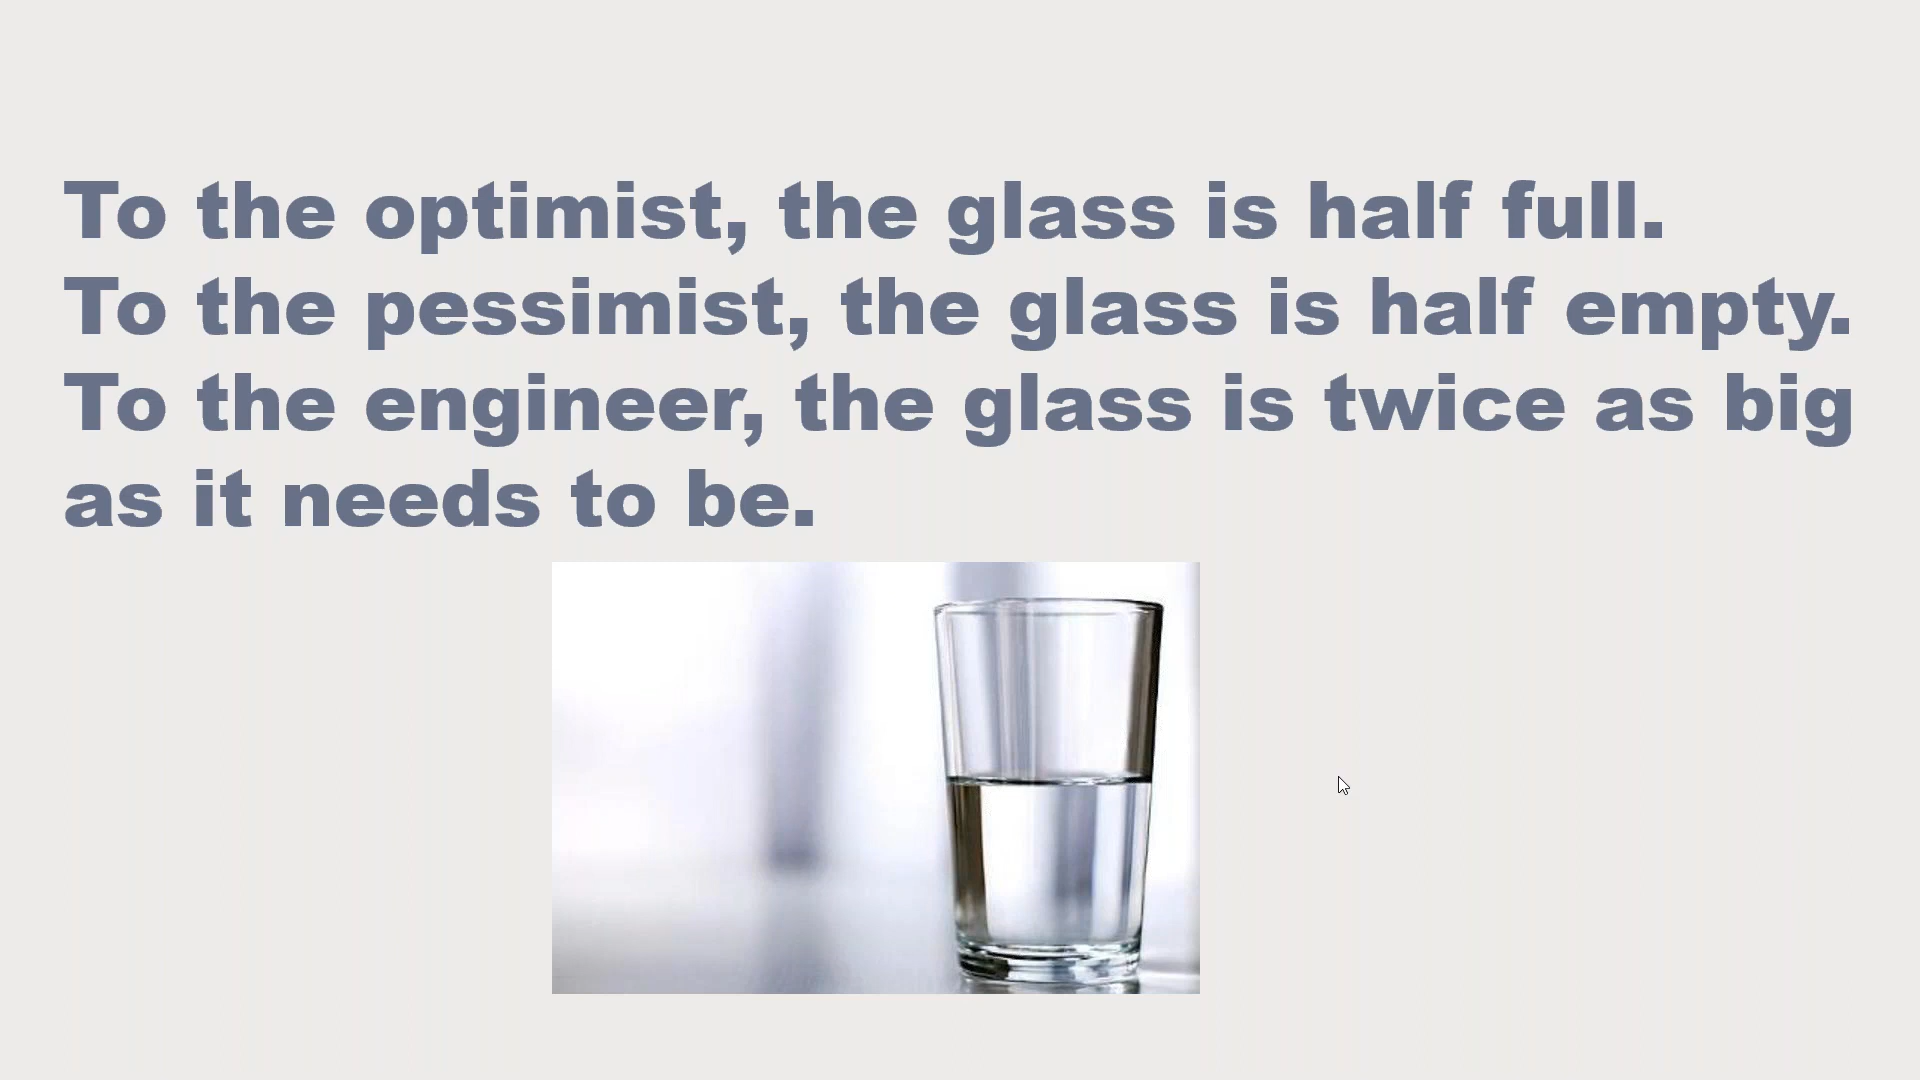 To the optimist, the glass is half full.
To the pessimist, the glass is half empty.
To the engineer, the glass is twice as big
as it needs to be.